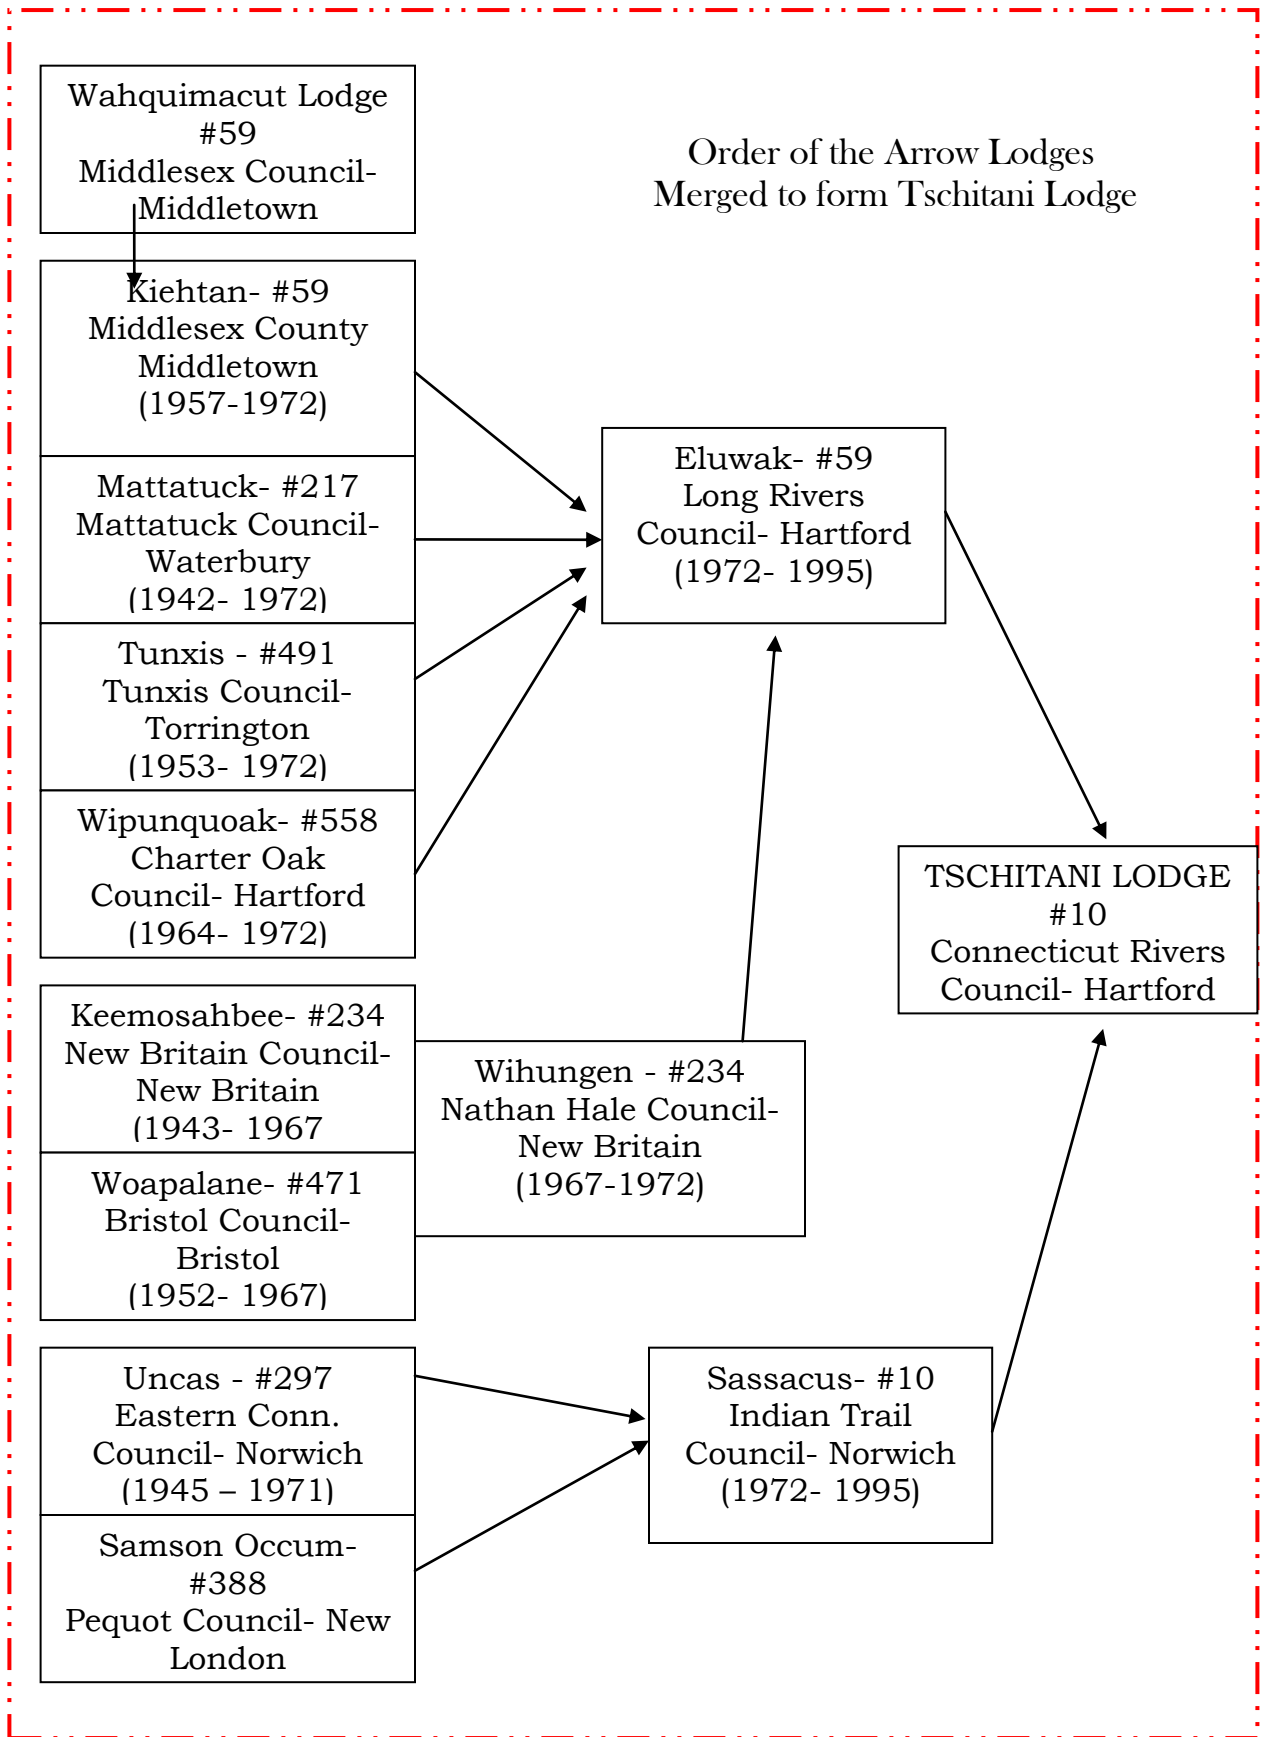 Wahquimacut Lodge
#59
Middlesex Council-
Middletown
Order of the Arrow Lodges
Merged to form Tschitani Lodge
Kiehtan- #59
Middlesex County
Middletown
(1957-1972)
Mattatuck- #217
Mattatuck Council-
Waterbury
(1942- 1972)
Tunxis - #491
Tunxis Council-
Torrington
(1953- 1972)
Wipunquoak- #558
Charter Oak
Council- Hartford
(1964- 1972)
Eluwak- #59
Long Rivers
Council- Hartford
(1972- 1995)
TSCHITANI LODGE
#10
Connecticut Rivers
Council- Hartford
Keemosahbee- #234
New Britain Council-
New Britain
(1943- 1967
Woapalane- #471
Bristol Council-
Bristol
(1952- 1967)
Wihungen - #234
Nathan Hale Council-
New Britain
(1967-1972)
Uncas - #297
Eastern Conn.
Council- Norwich
(1945 – 1971)
Samson Occum-
#388
Pequot Council- New
London
Sassacus- #10
Indian Trail
Council- Norwich
(1972- 1995)